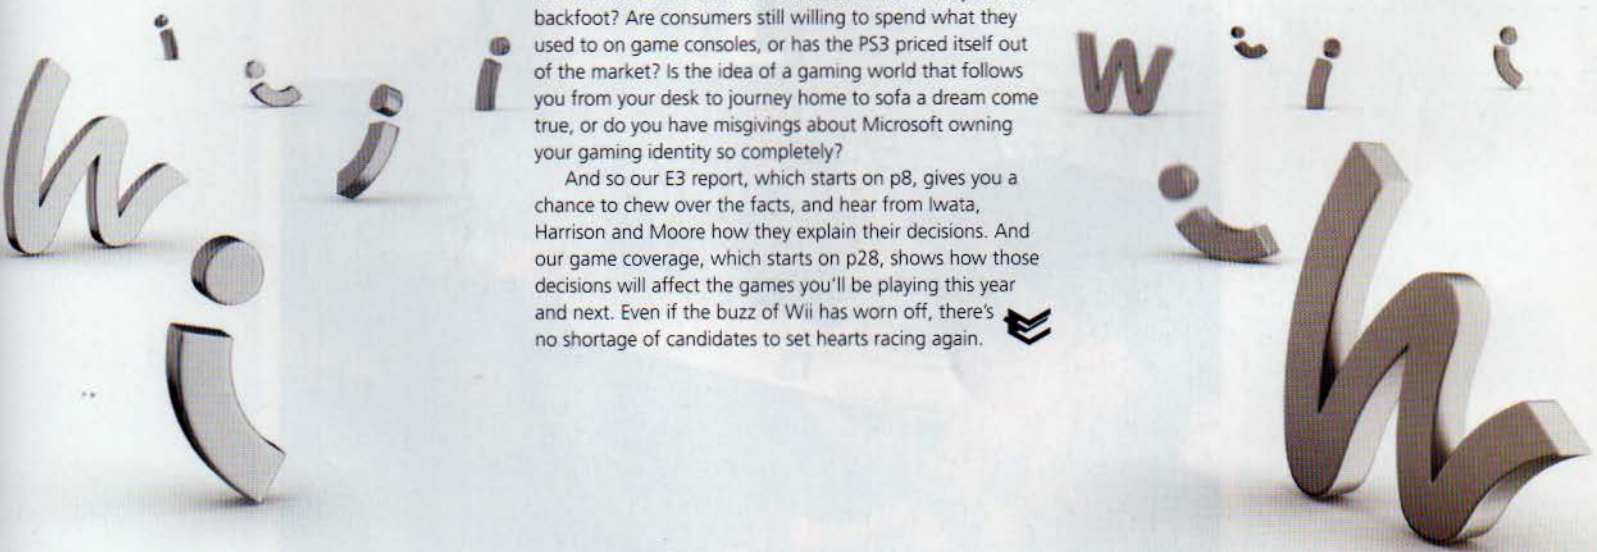 backfoot? Are consumers still willing to spend what they
used to on game consoles, or has the PS3 priced itself out
of the market? Is the idea of a gaming world that follows
you from your desk to journey home to sofa a dream come
true, or do you have misgivings about Microsoft owning
your gaming identity so completely?
And so our E3 report, which starts on p8, gives you a
chance to chew over the facts, and hear from Iwata,
Harrison and Moore how they explain their decisions. And
our game coverage, which starts on p28, shows how those
decisions will affect the games you'll be playing this year
and next. Even if the buzz of Wii has worn off, there's
no shortage of candidates to set hearts racing again.